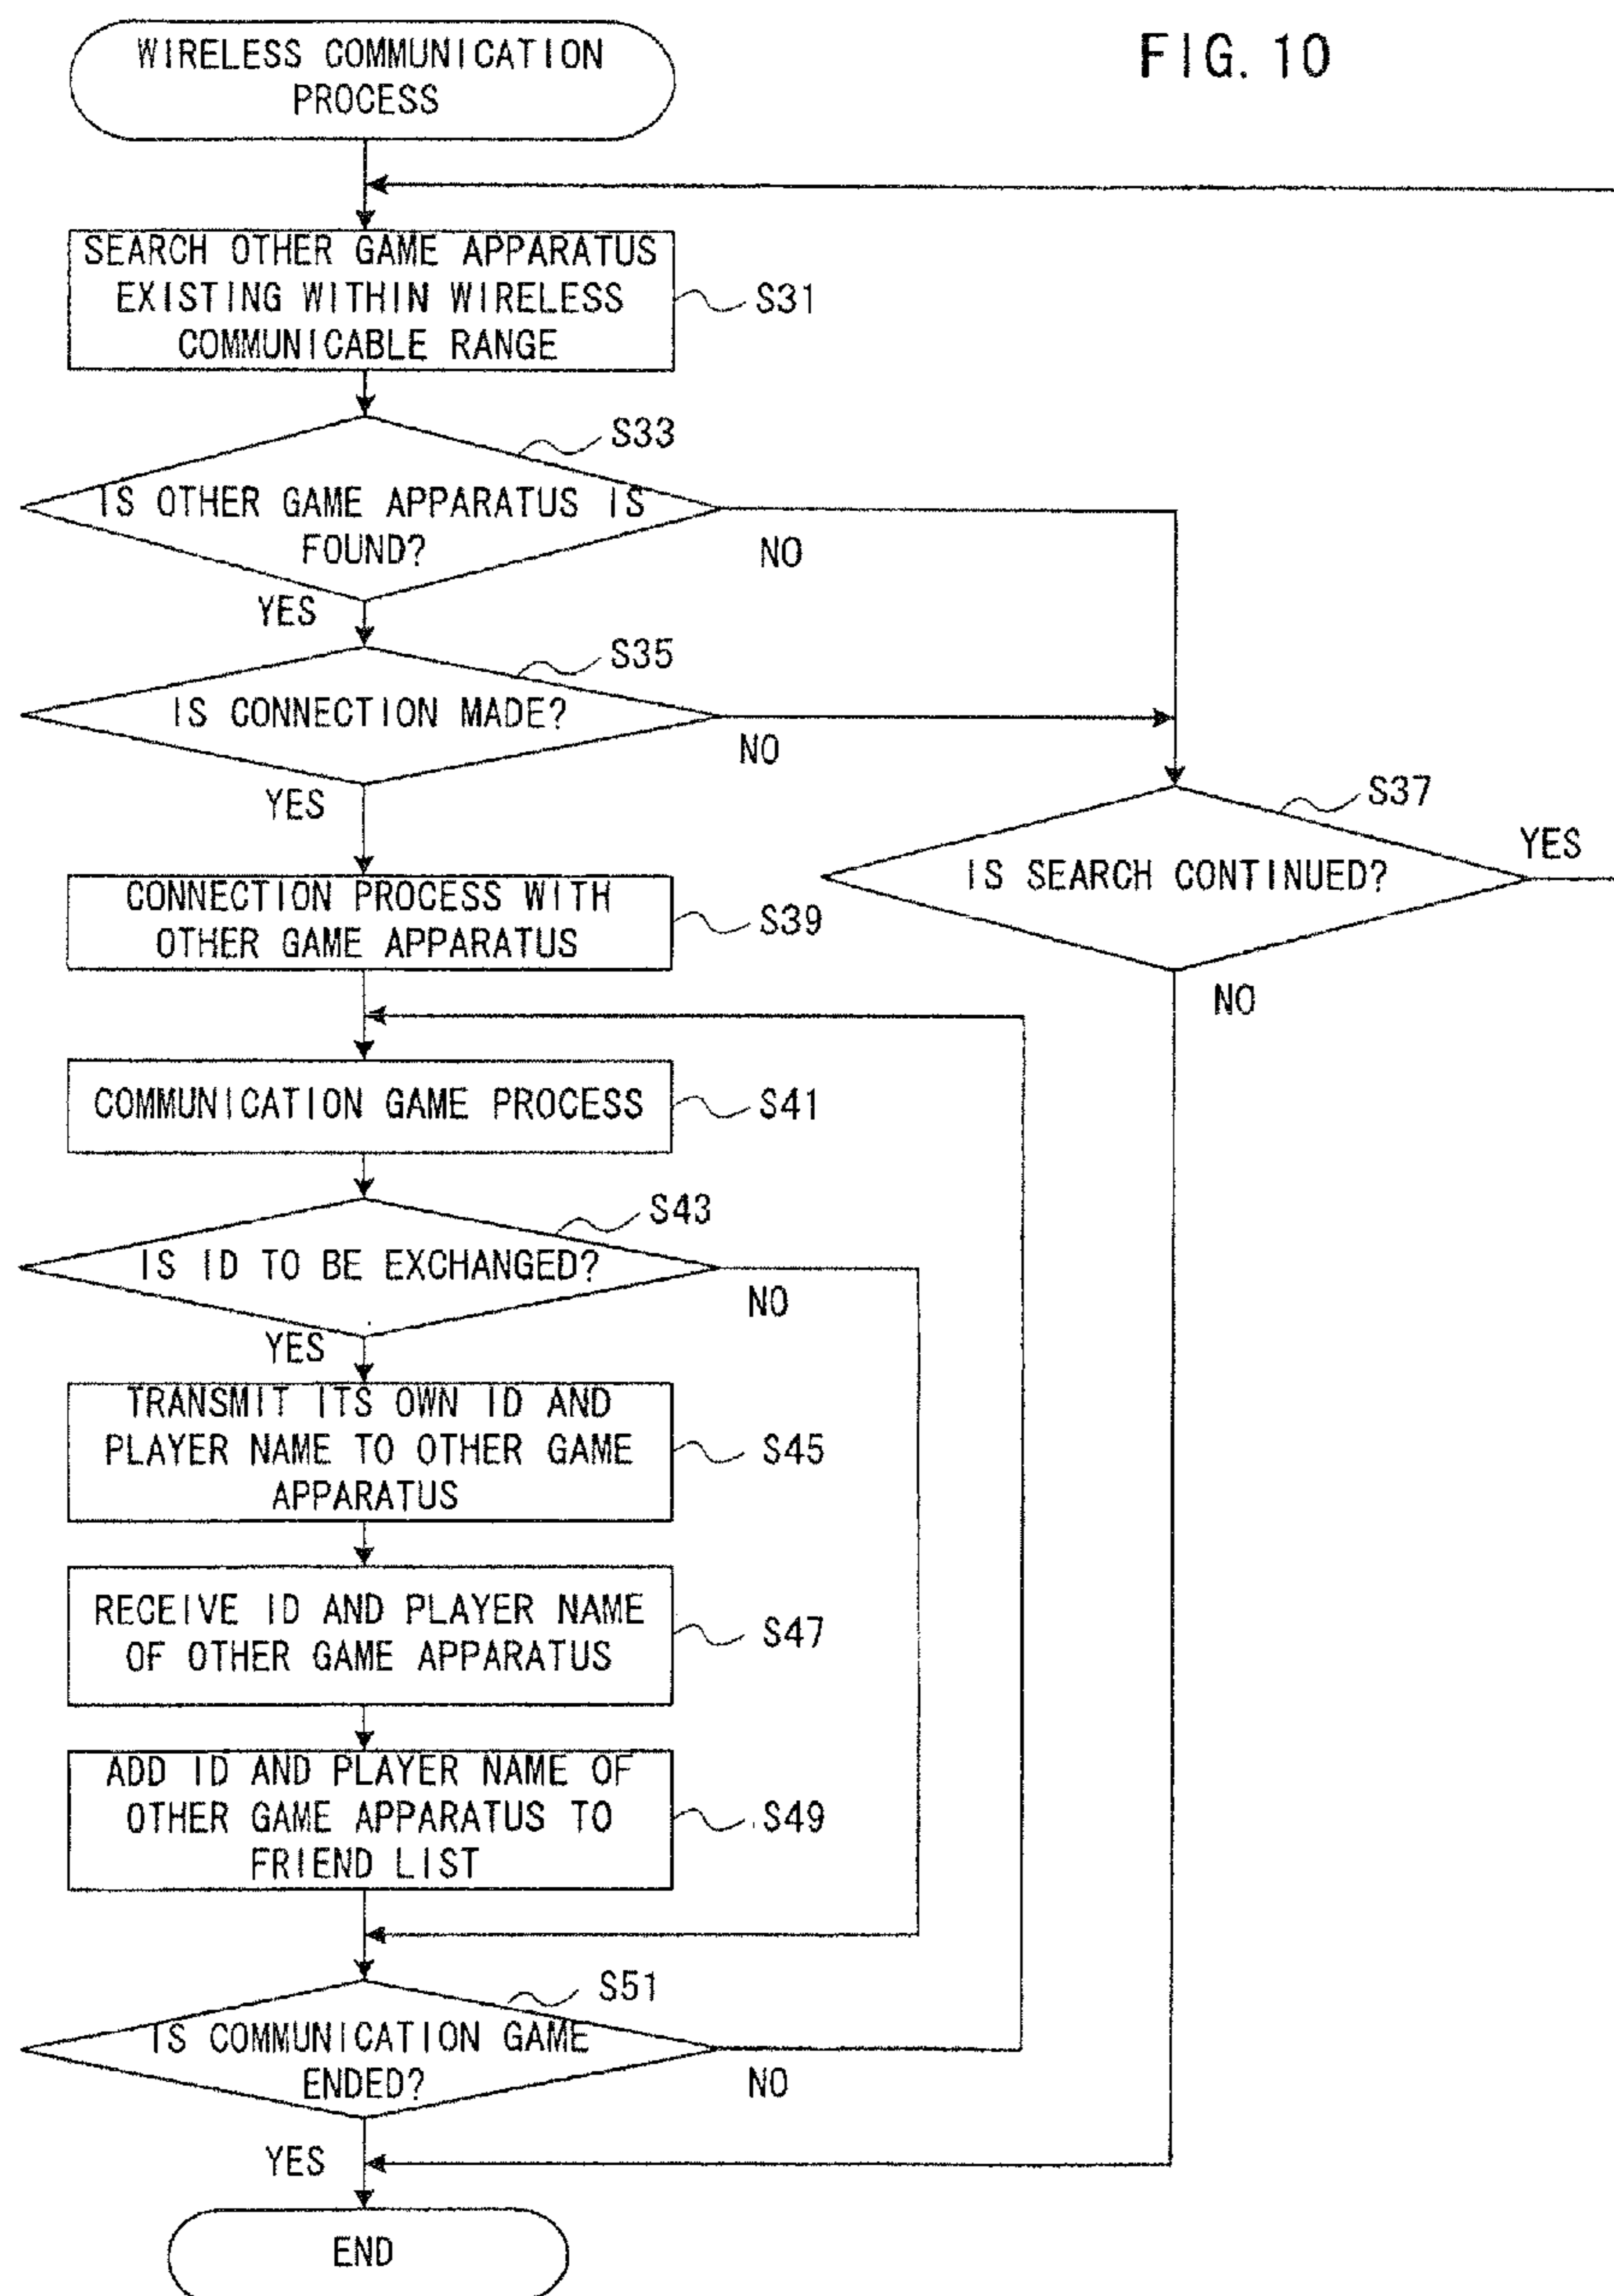 FIG. 10
WIRELESS COMMUNICATION
PROCESS
SEARCH OTHER GAME APPARATUS
EXISTING WITHIN WIRELESS
COMMUNICABLE RANGE
S31
S33
IS OTHER GAME APPARATUS IS
FOUND?
NO
YES
S35
IS CONNECTION MADE?
NO
YES
S37
IS SEARCH CONTINUED?
YES
NO
CONNECTION PROCESS WITH
OTHER GAME APPARATUS
S39
COMMUNICATION GAME PROCESS
S41
S43
IS ID TO BE EXCHANGED?
NO
YES
TRANSMIT ITS OWN ID AND
PLAYER NAME TO OTHER GAME
APPARATUS
S45
RECEIVE ID AND PLAYER NAME
OF OTHER GAME APPARATUS
S47
ADD ID AND PLAYER NAME OF
OTHER GAME APPARATUS TO
FRIEND LIST
S49
S51
IS COMMUNICATION GAME
ENDED?
NO
YES
END